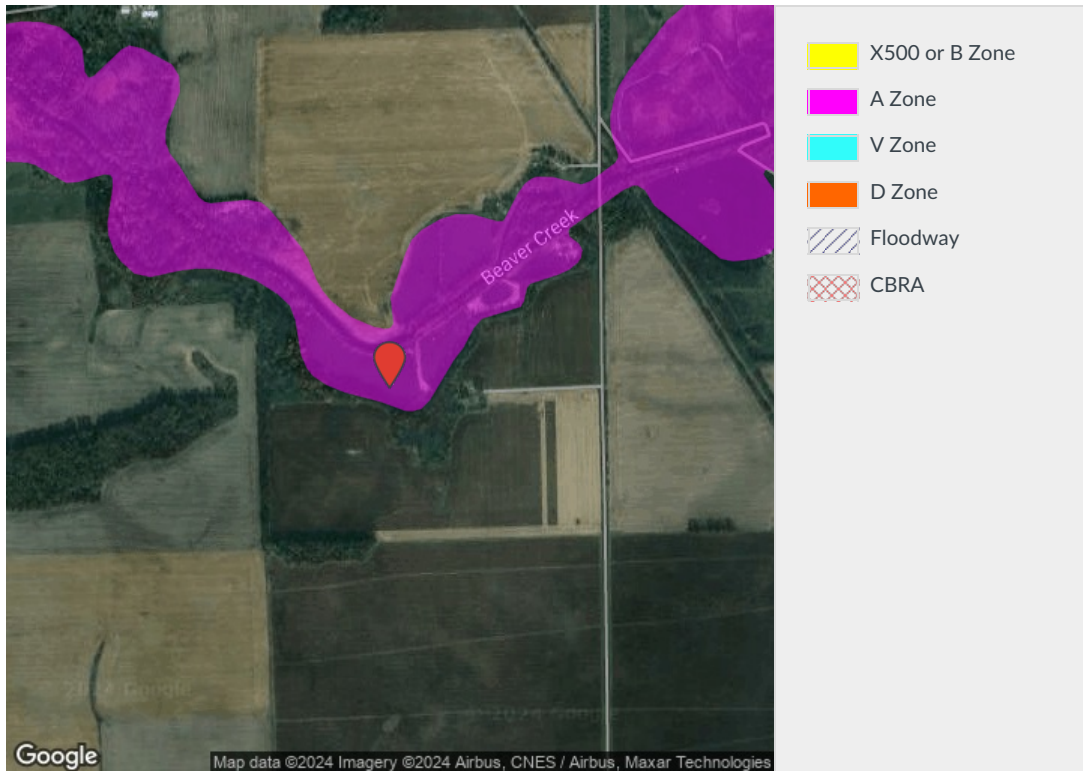 X500 or B Zone
A Zone
V Zone
D Zone
Floodway
CBRA
Beaver Creek
Google
Map data ©2024 Imagery ©2024 Airbus, CNES / Airbus, Maxar Technologies